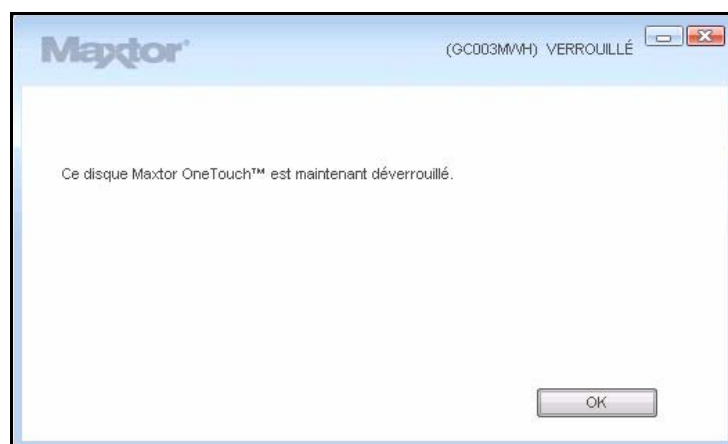 Maxtor
(GC003MWH) VERROUILLÉ
Ce disque Maxtor OneTouch™ est maintenant déverrouillé.
OK